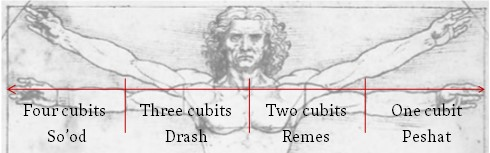 Four cubits Three cubits Two cubits One cubit
So'od Drash Remes Peshat